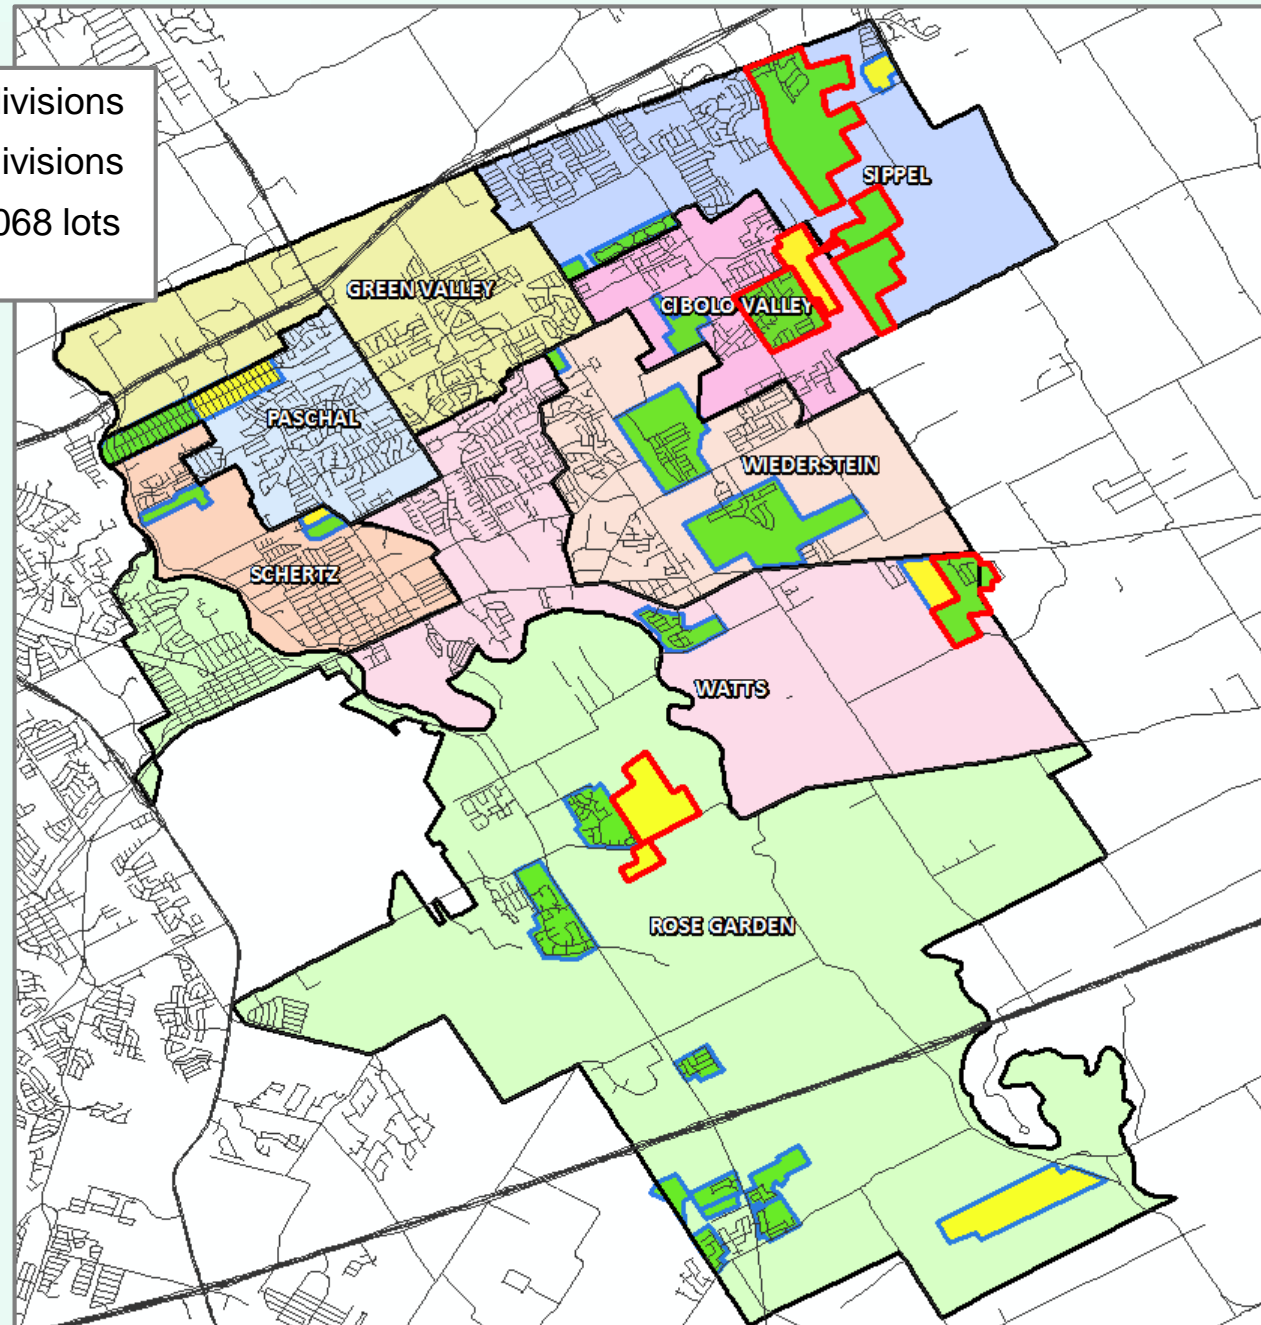 ivisions
ivisions
068 lots
SIPPEL
GREEN VALLEY
CIBOLO VALLEY
PASCHAL
WIEDERSTEIN
SCHERTZ
WATTS
ROSE GARDEN